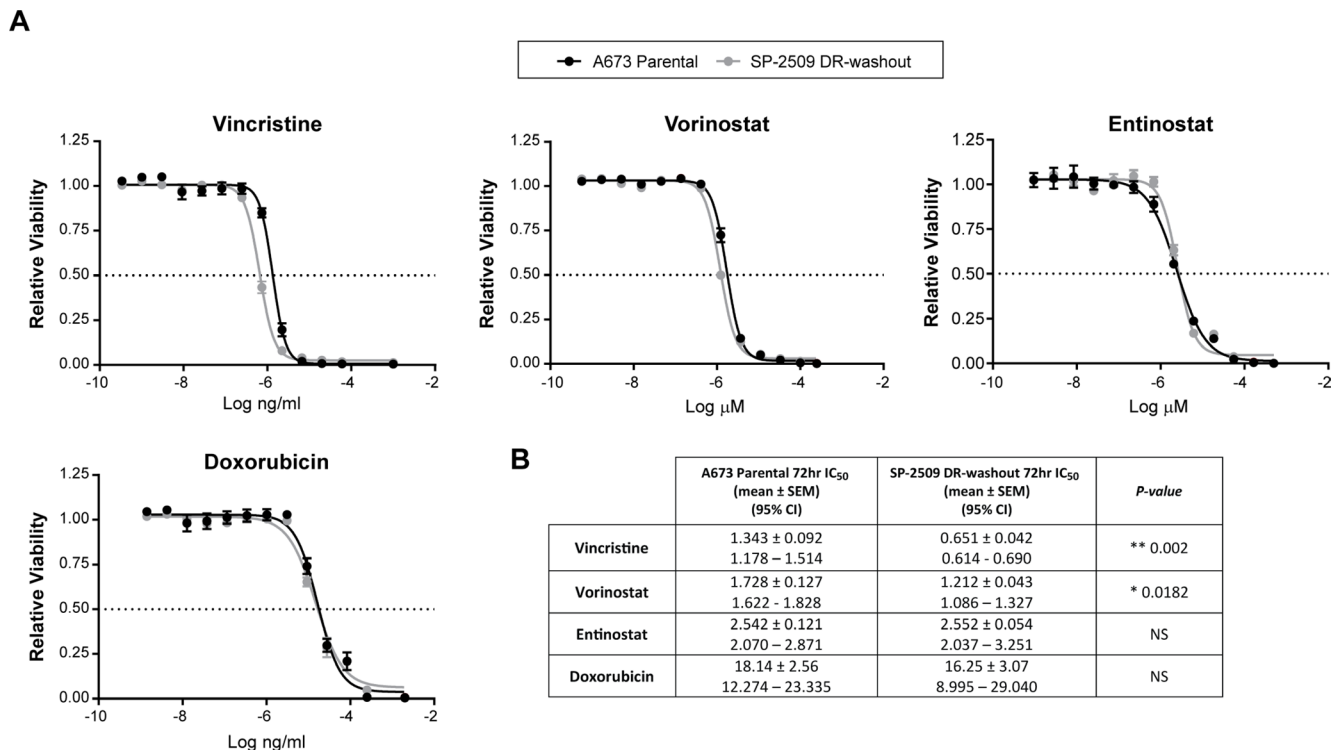 A
A673 Parental SP-2509 DR-washout
Vincristine
1.25
1.00
0.75
0.50
0.25
0.00
Relative Viability
-10 -8 -6 -4 -2
Log ng/ml
Vorinostat
1.25
1.00
0.75
0.50
0.25
0.00
Relative Viability
-10 -8 -6 -4 -2
Log μM
Entinostat
1.25
1.00
0.75
0.50
0.25
0.00
Relative Viability
-10 -8 -6 -4 -2
Log μM
Doxorubicin
1.25
1.00
0.75
0.50
0.25
0.00
Relative Viability
-10 -8 -6 -4 -2
Log ng/ml
B
A673 Parental 72hr IC50
(mean ± SEM)
(95% CI)
SP-2509 DR-washout 72hr IC50
(mean ± SEM)
(95% CI)
P-value
Vincristine
1.343 ± 0.092
1.178 – 1.514
0.651 ± 0.042
0.614 - 0.690
** 0.002
Vorinostat
1.728 ± 0.127
1.622 - 1.828
1.212 ± 0.043
1.086 – 1.327
* 0.0182
Entinostat
2.542 ± 0.121
2.070 – 2.871
2.552 ± 0.054
2.037 – 3.251
NS
Doxorubicin
18.14 ± 2.56
12.274 – 23.335
16.25 ± 3.07
8.995 – 29.040
NS